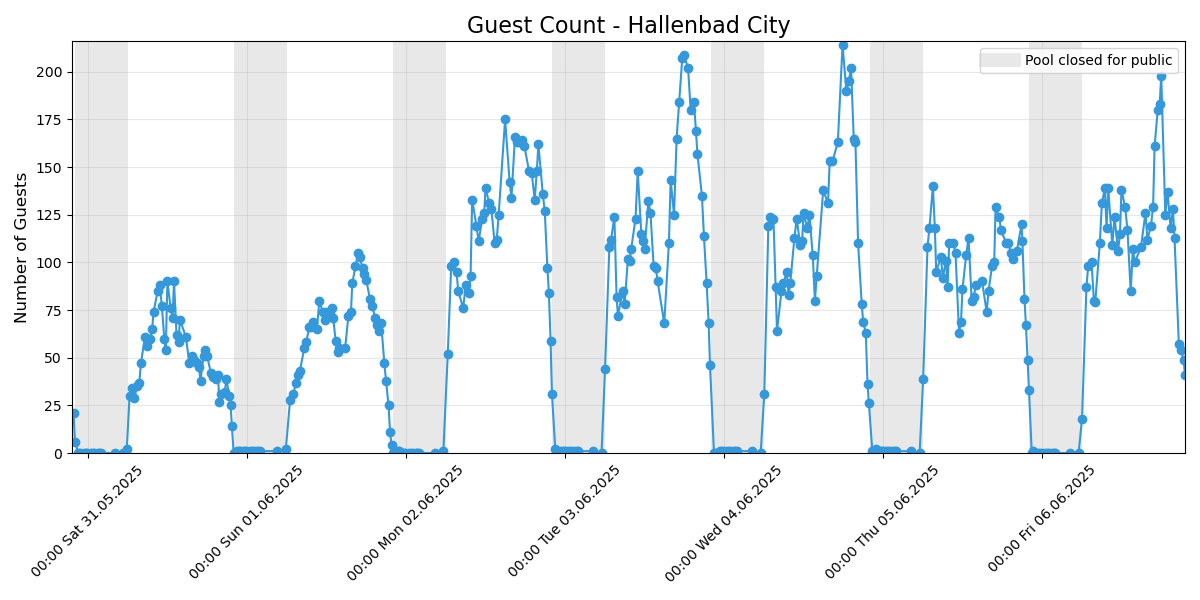 Guest Count - Hallenbad City
Pool closed for public
Number of Guests
200
175
150
125
100
75
50
25
0
00:00 Sat 31.05.2025
00:00 Sun 01.06.2025
00:00 Mon 02.06.2025
00:00 Tue 03.06.2025
00:00 Wed 04.06.2025
00:00 Thu 05.06.2025
00:00 Fri 06.06.2025